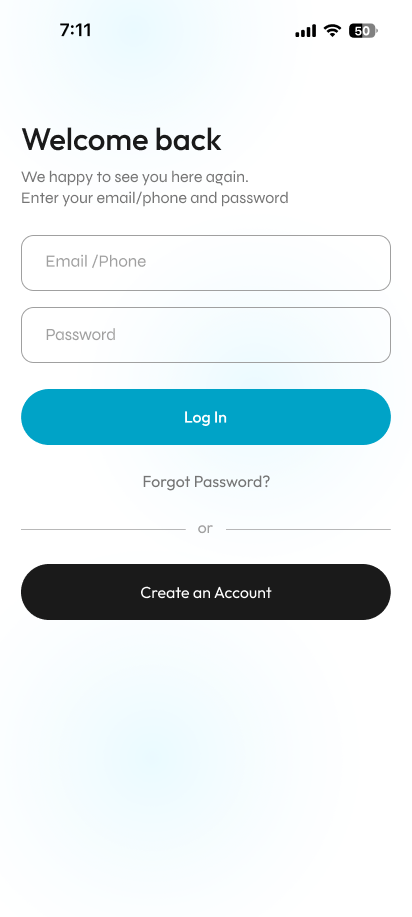 7:11
50
Welcome back
We happy to see you here again.
Enter your email/phone and password
Email /Phone
Password
Log In
Forgot Password?
or
Create an Account